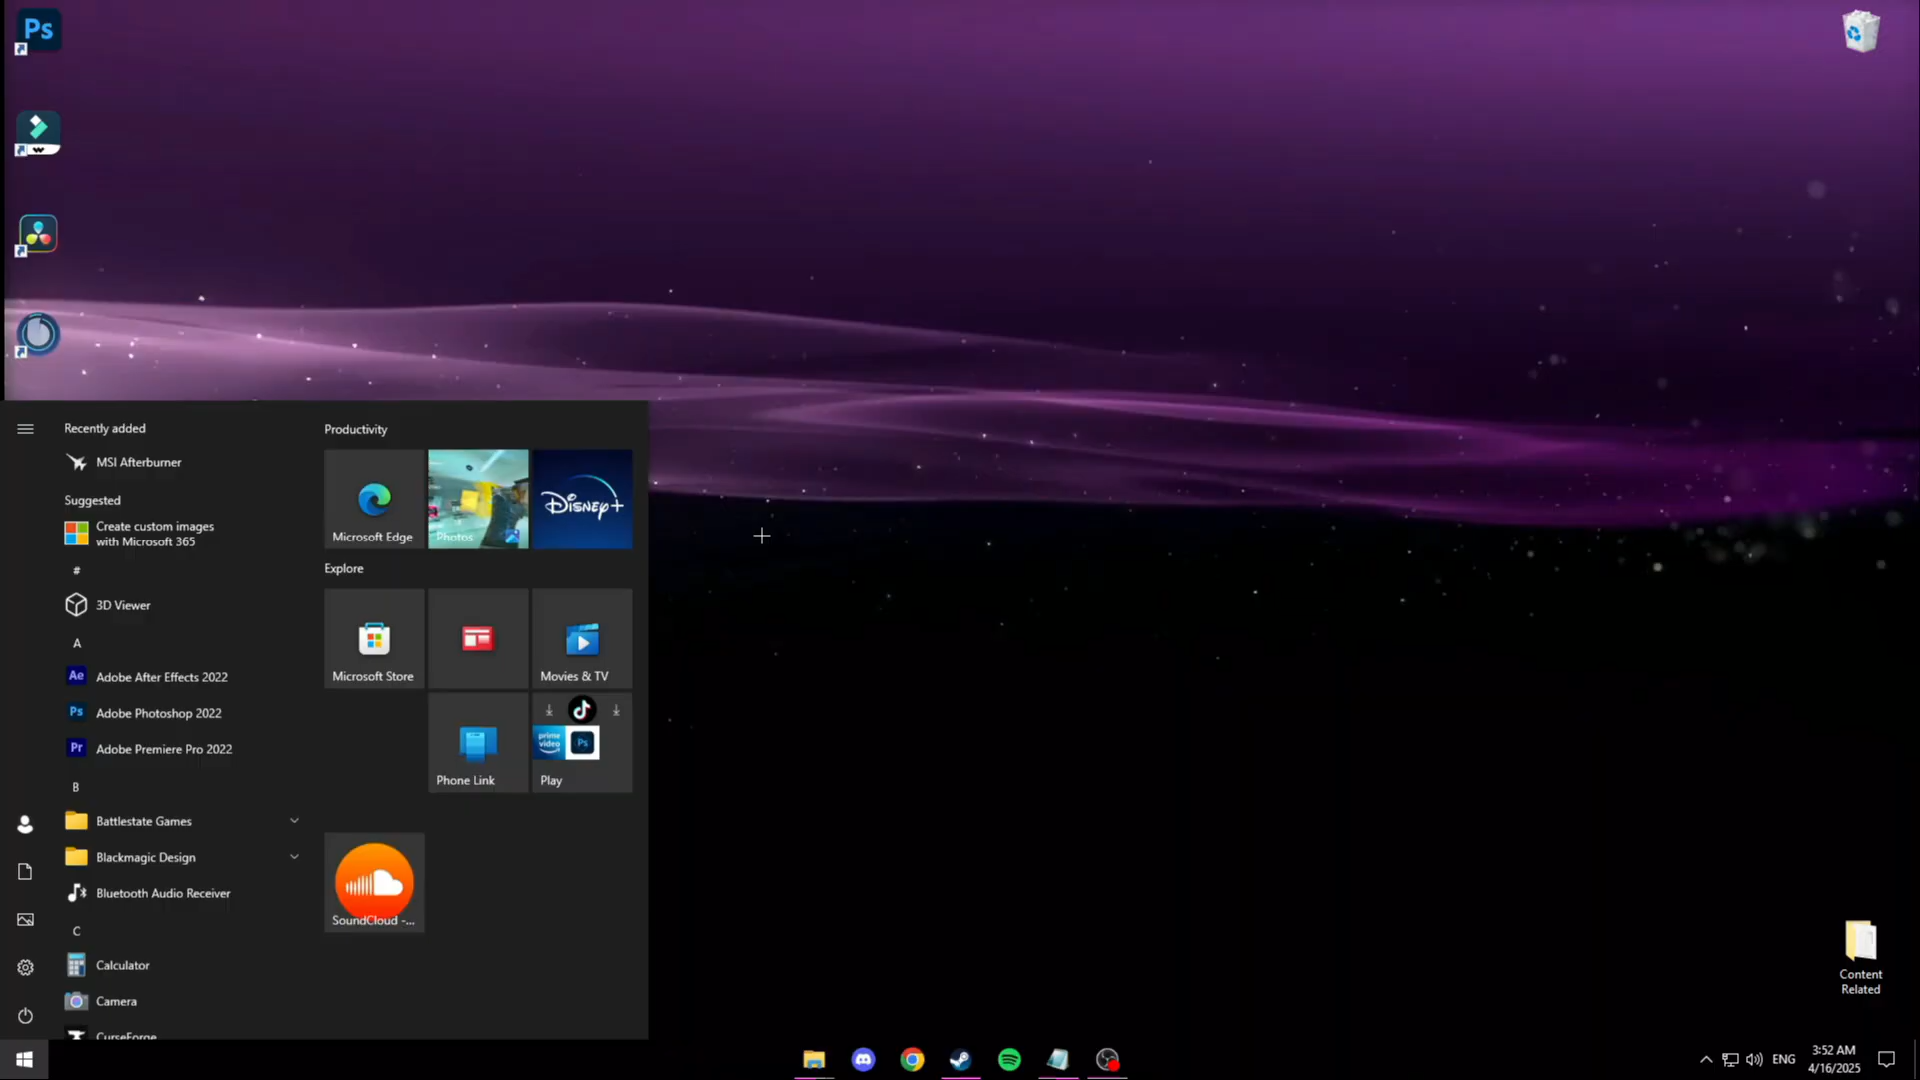 Ps
Recently added
MSI Afterburner
Suggested
Create custom images
with Microsoft 365
#
3D Viewer
A
Ae Adobe After Effects 2022
Ps Adobe Photoshop 2022
Pr Adobe Premiere Pro 2022
B
Battlestate Games
Blackmagic Design
Bluetooth Audio Receiver
C
Calculator
Camera
CurseForge
Productivity
Microsoft Edge
Photos
Disney+
Explore
Microsoft Store
Movies & TV
Phone Link
prime video
Ps
Play
SoundCloud -...
Content
Related
ENG
3:52 AM
4/16/2025